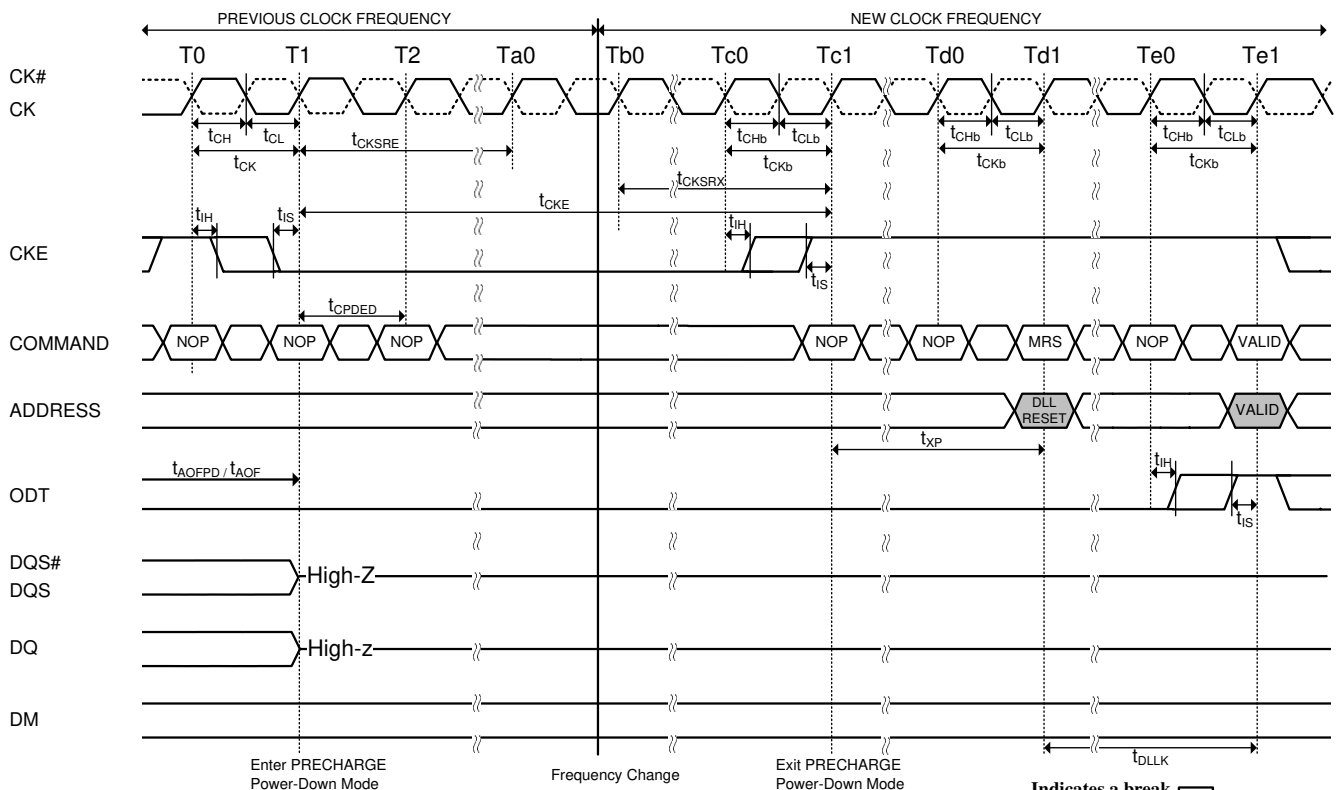 PREVIOUS CLOCK FREQUENCY NEW CLOCK FREQUENCY
T0 T1 T2 Ta0 Tb0 Tc0 Tc1 Td0 Td1 Te0 Te1
CK#
CK
tCH tCL tCKSRE tCHb tCLb tCHb tCLb tCHb tCLb
tCK tCKb tCKb tCKb
tCKSRX
tCKE
tIH tIS tIH
CKE
tIS
tCPDED
COMMAND NOP NOP NOP NOP NOP MRS NOP VALID
ADDRESS DLL RESET VALID
tXP
tAOFPD / tAOF tIH
ODT
tIS
DQS#
DQS High-Z
DQ High-z
DM
tDLLK
Enter PRECHARGE Power-Down Mode
Frequency Change
Exit PRECHARGE Power-Down Mode
Indicates a break